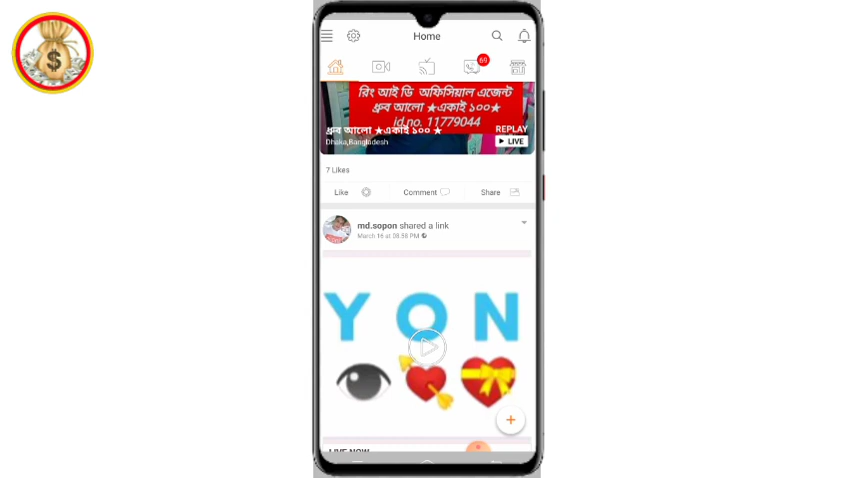 Home
69
রিং আই ডি অফিসিয়াল এজেন্ট
ধ্রুব আলো ★একাই ১০০★
id.no. 11779044
ধ্রুব আলো ★একাই ১০০ ★
REPLAY
Dhaka,Bangladesh
LIVE
7 Likes
Like
Comment
Share
md.sopon shared a link
March 16 at 08.58 PM
Y O N
LIVE NOW